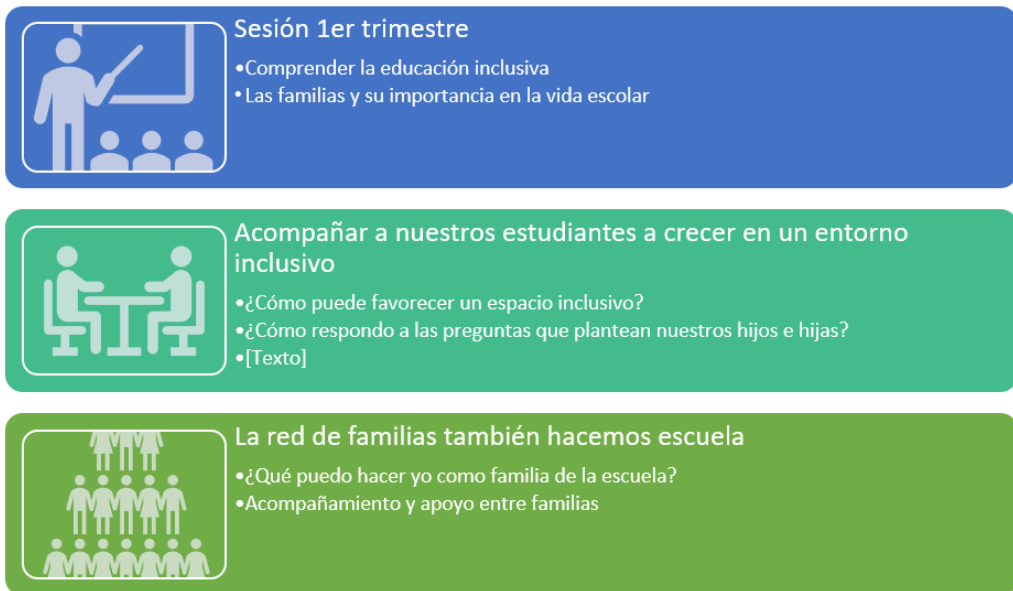 Sesión 1er trimestre
•Comprender la educación inclusiva
•Las familias y su importancia en la vida escolar
Acompañar a nuestros estudiantes a crecer en un entorno
inclusivo
•¿Cómo puede favorecer un espacio inclusivo?
•¿Cómo respondo a las preguntas que plantean nuestros hijos e hijas?
•[Texto]
La red de familias también hacemos escuela
•¿Qué puedo hacer yo como familia de la escuela?
•Acompañamiento y apoyo entre familias